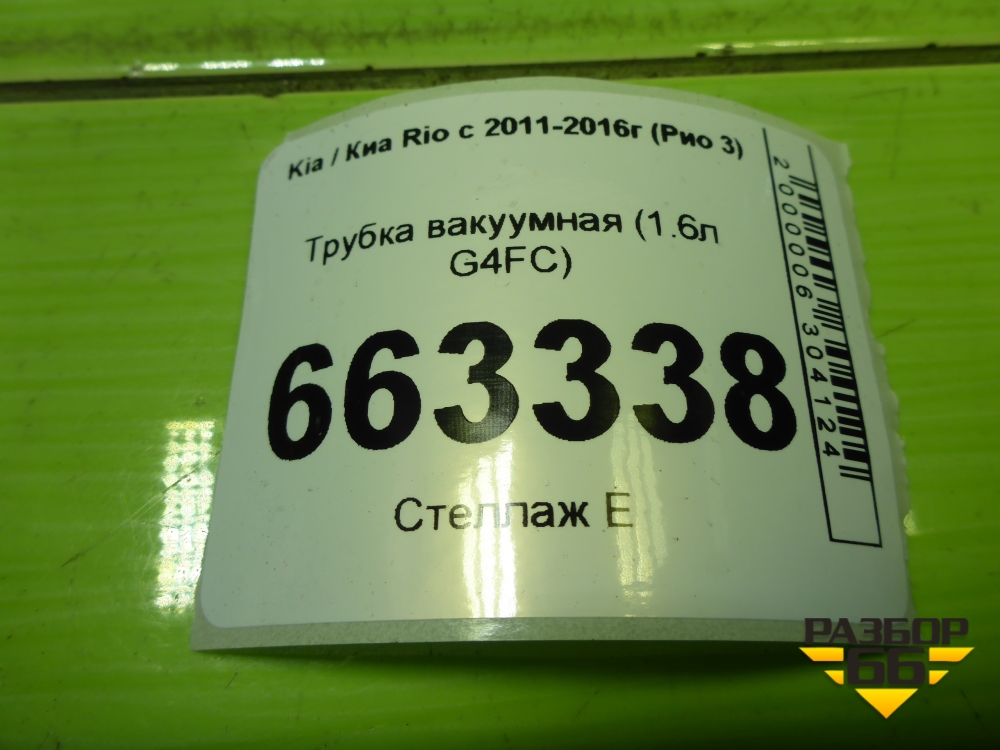 Kia / Киа Rio с 2011-2016г (Рио 3)
Трубка вакуумная (1.6л
G4FC)
663338
Стеллаж Е
2000006304124
РАЗБОР
66